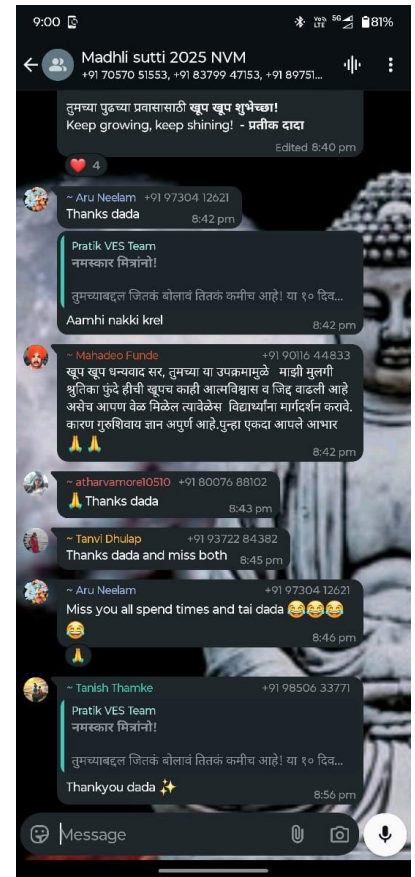 9:00
Vo))
LTE
5G
81%
Madhli sutti 2025 NVM
+91 70570 51553, +91 83799 47153, +91 89751...
तुमच्या पुढच्या प्रवासासाठी खूप खूप शुभेच्छा!
Keep growing, keep shining! - प्रतीक दादा
Edited 8:40 pm
4
~ Aru Neelam +91 97304 12621
Thanks dada
8:42 pm
Pratik VES Team
नमस्कार मित्रांनो!
तुमच्याबद्दल जितकं बोलावं तितकं कमीच आहे! या १० दिव...
Aamhi nakki krel
8:42 pm
~ Mahadeo Funde +91 90116 44833
खूप खूप धन्यवाद सर, तुमच्या या उपक्रमामुळे माझी मुलगी
श्रुतिका फुंदे हीची खूपच काही आत्मविश्वास व जिद्द वाढली आहे
असेच आपण वेळ मिळेल त्यावेळेस विद्यार्थ्यांना मार्गदर्शन करावे.
कारण गुरुशिवाय ज्ञान अपुर्ण आहे.पुन्हा एकदा आपले आभार
🙏 🙏
8:42 pm
~ atharvamore10510 +91 80076 88102
🙏 Thanks dada
8:43 pm
~ Tanvi Dhulap +91 93722 84382
Thanks dada and miss both
8:45 pm
~ Aru Neelam +91 97304 12621
Miss you all spend times and tai dada 😂😂😂
😂
8:46 pm
~ Tanish Thamke +91 98506 33771
Pratik VES Team
नमस्कार मित्रांनो!
तुमच्याबद्दल जितकं बोलावं तितकं कमीच आहे! या १० दिव...
Thankyou dada ✨
8:56 pm
Message